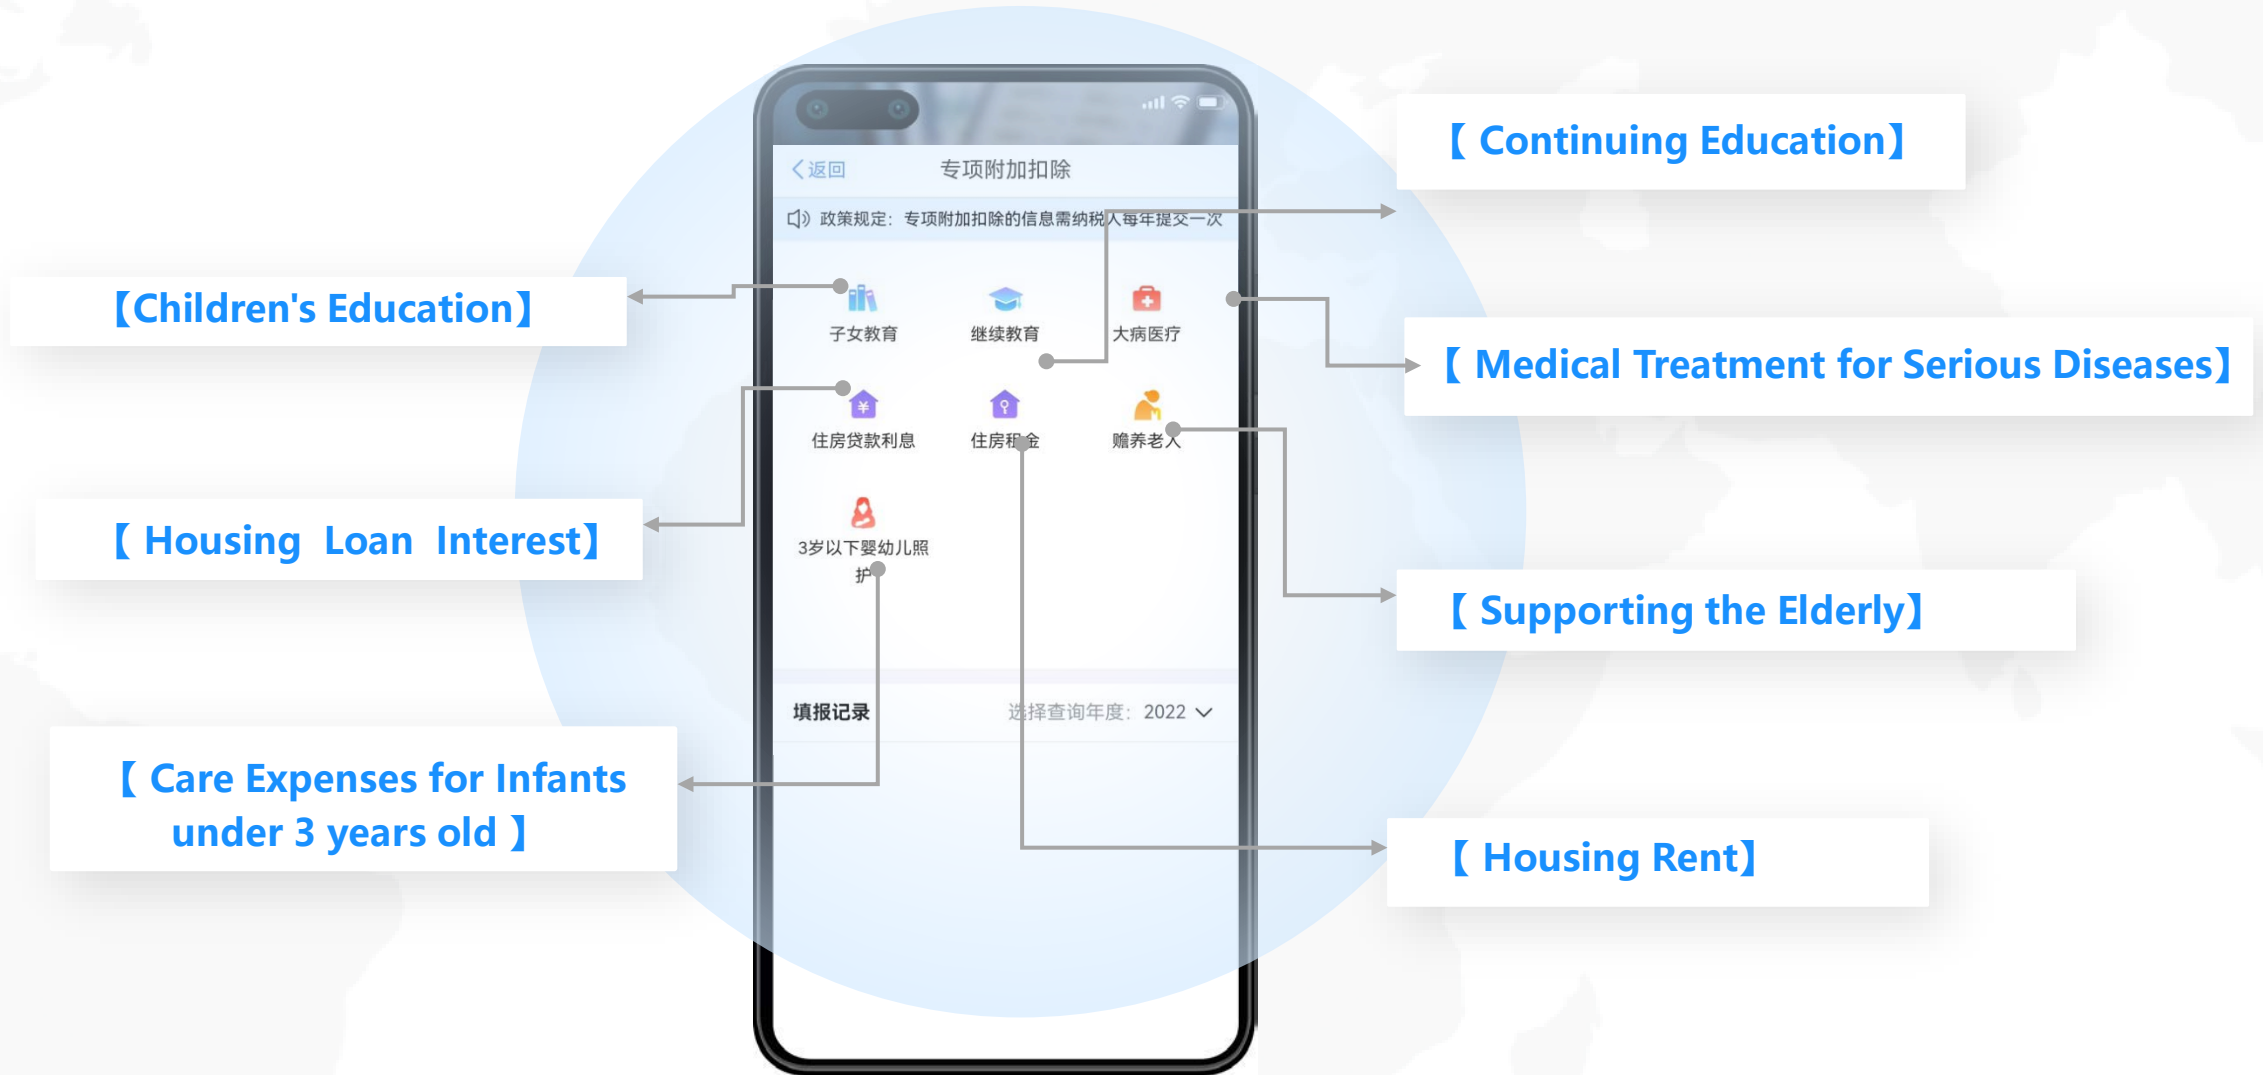 【 Continuing Education】
〈返回 专项附加扣除
政策规定：专项附加扣除的信息需纳税人每年提交一次
【Children's Education】
子女教育 继续教育 大病医疗
【 Medical Treatment for Serious Diseases】
住房贷款利息 住房租金 赡养老人
【 Housing Loan Interest】
3岁以下婴幼儿照
护
【 Supporting the Elderly】
填报记录 选择查询年度：2022
【 Care Expenses for Infants
under 3 years old 】
【 Housing Rent】